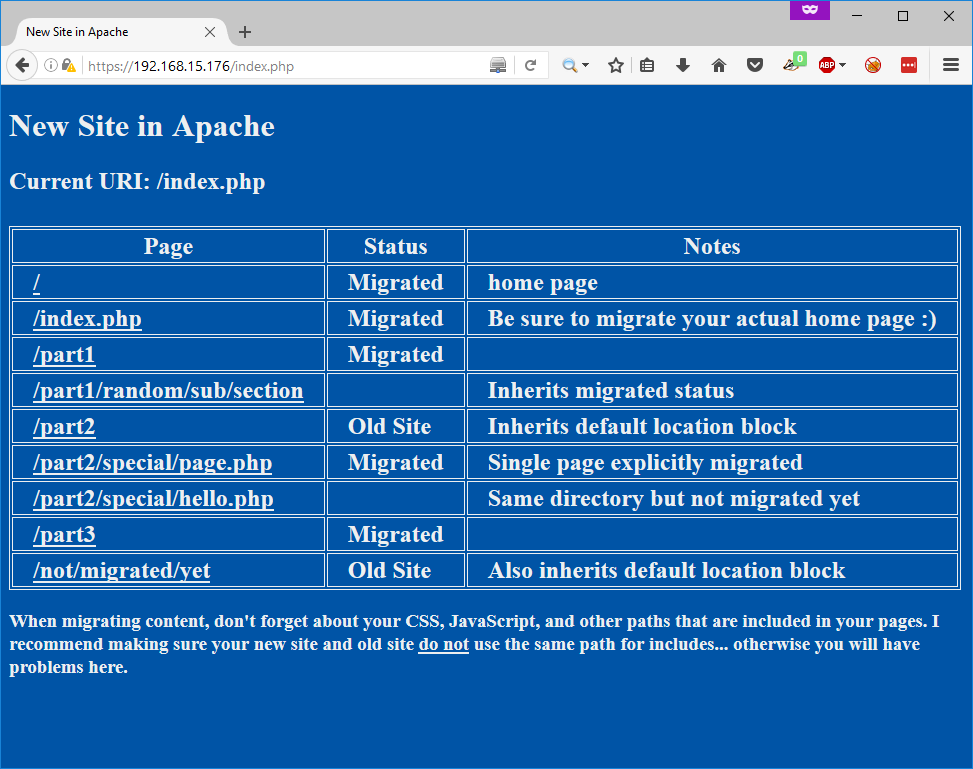 New Site in Apache
https://192.168.15.176/index.php
0
ABP
New Site in Apache
Current URI: /index.php
Page Status Notes
/ Migrated home page
/index.php Migrated Be sure to migrate your actual home page :)
/part1 Migrated
/part1/random/sub/section Inherits migrated status
/part2 Old Site Inherits default location block
/part2/special/page.php Migrated Single page explicitly migrated
/part2/special/hello.php Same directory but not migrated yet
/part3 Migrated
/not/migrated/yet Old Site Also inherits default location block
When migrating content, don't forget about your CSS, JavaScript, and other paths that are included in your pages. I
recommend making sure your new site and old site do not use the same path for includes... otherwise you will have
problems here.